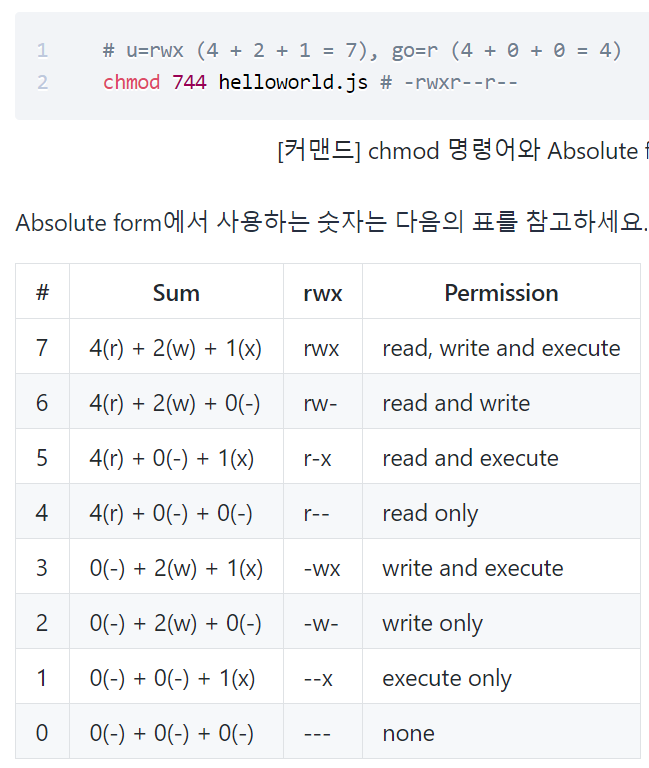 1 # u=rwx (4 + 2 + 1 = 7), go=r (4 + 0 + 0 = 4)
2 chmod 744 helloworld.js # -rwxr--r--
[커맨드] chmod 명령어와 Absolute f
Absolute form에서 사용하는 숫자는 다음의 표를 참고하세요.
# Sum rwx Permission
7 4(r) + 2(w) + 1(x) rwx read, write and execute
6 4(r) + 2(w) + 0(-) rw- read and write
5 4(r) + 0(-) + 1(x) r-x read and execute
4 4(r) + 0(-) + 0(-) r-- read only
3 0(-) + 2(w) + 1(x) -wx write and execute
2 0(-) + 2(w) + 0(-) -w- write only
1 0(-) + 0(-) + 1(x) --x execute only
0 0(-) + 0(-) + 0(-) --- none